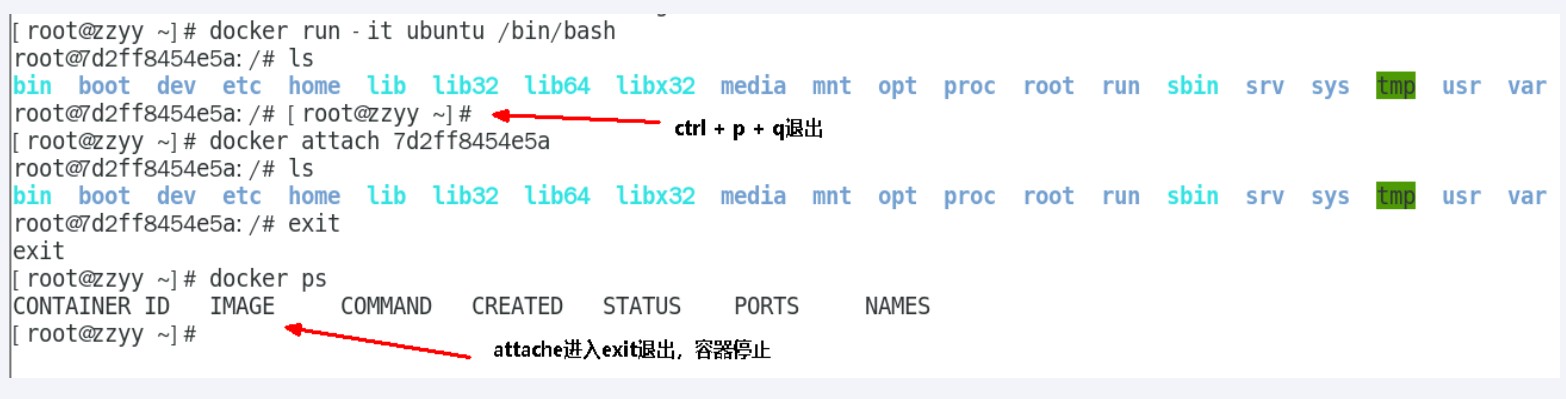 [root@zzyy ~]# docker run -it ubuntu /bin/bash
root@7d2ff8454e5a:/# ls
bin boot dev etc home lib lib32 lib64 libx32 media mnt opt proc root run sbin srv sys tmp usr var
root@7d2ff8454e5a:/# [root@zzyy ~]#
ctrl + p + q退出
[root@zzyy ~]# docker attach 7d2ff8454e5a
root@7d2ff8454e5a:/# ls
bin boot dev etc home lib lib32 lib64 libx32 media mnt opt proc root run sbin srv sys tmp usr var
root@7d2ff8454e5a:/# exit
exit
[root@zzyy ~]# docker ps
CONTAINER ID IMAGE COMMAND CREATED STATUS PORTS NAMES
[root@zzyy ~]#
attache进入exit退出，容器停止